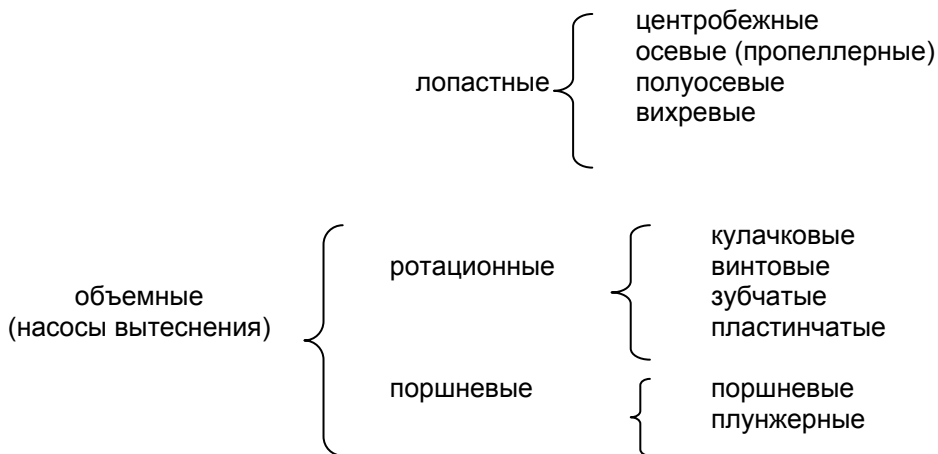 лопастные
центробежные
осевые (пропеллерные)
полуосевые
вихревые
объемные
(насосы вытеснения)
ротационные
кулачковые
винтовые
зубчатые
пластинчатые
поршневые
поршневые
плунжерные